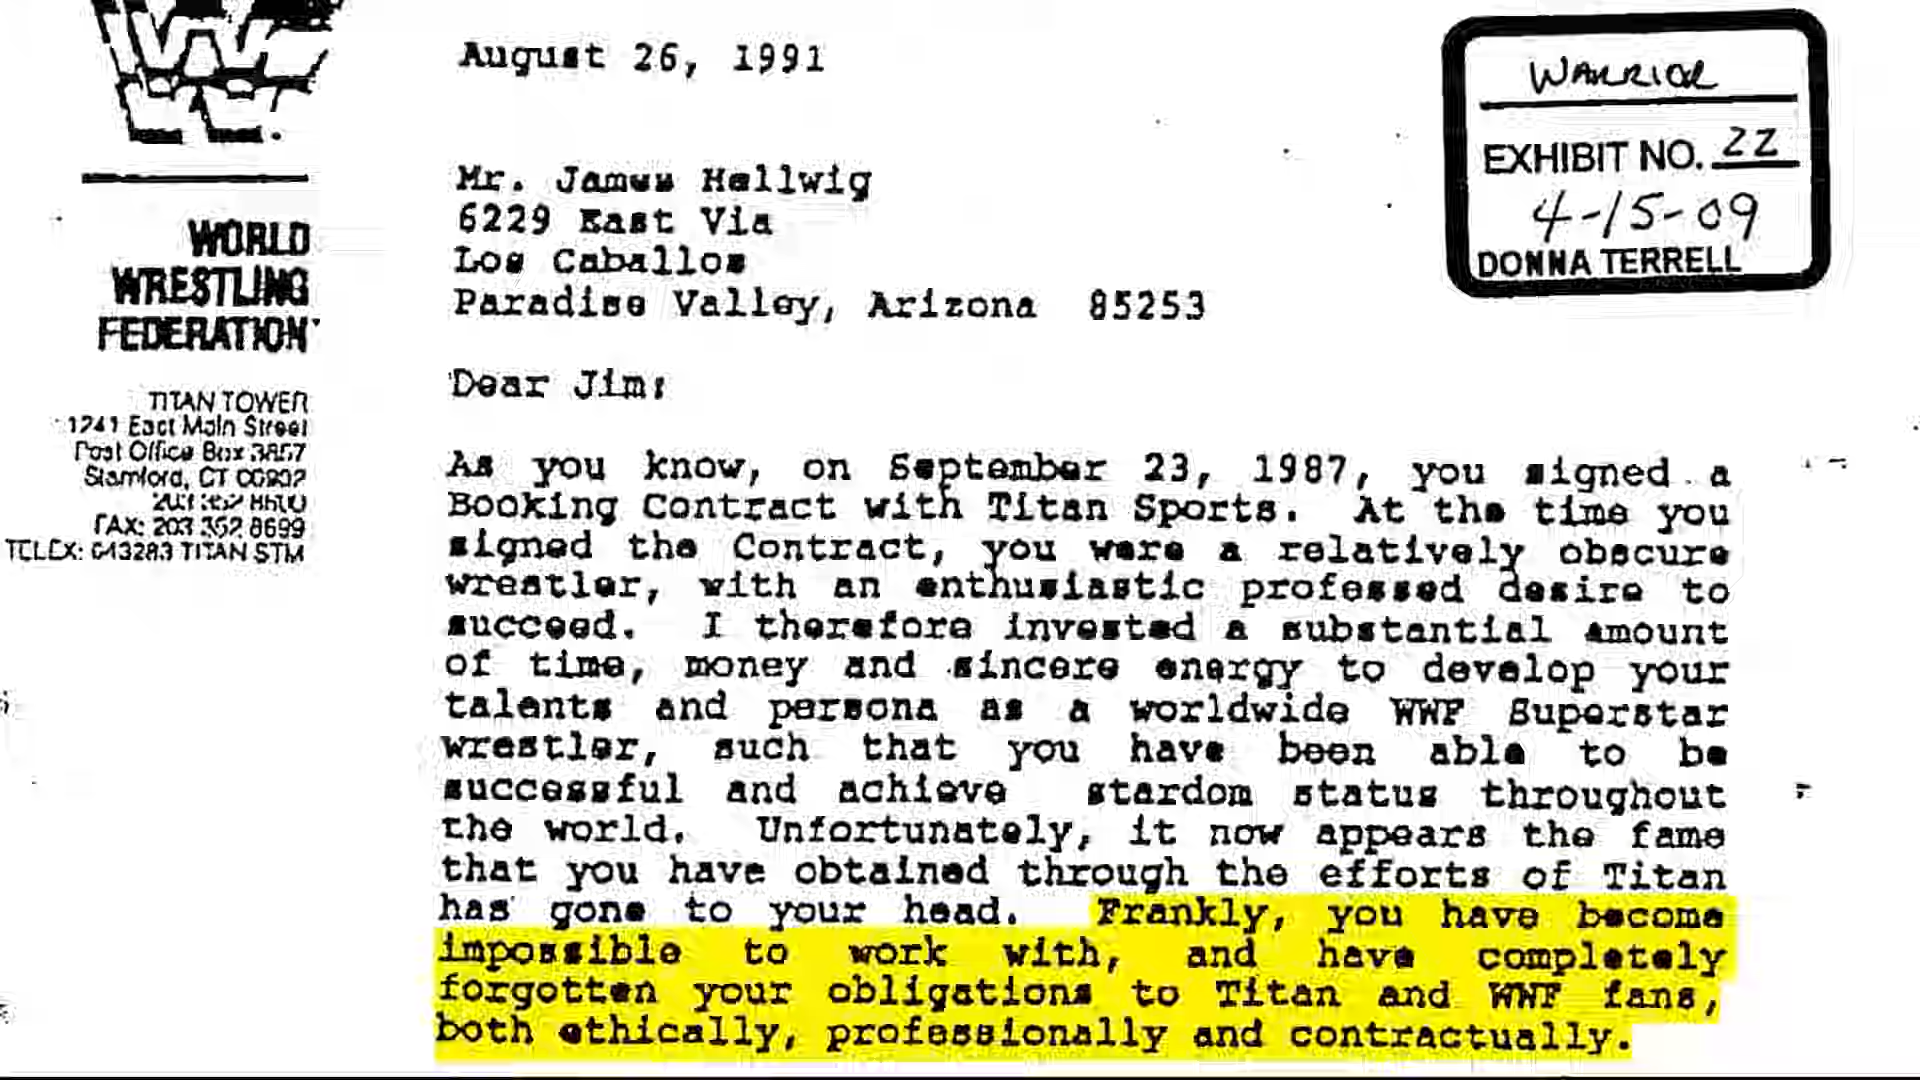 August 26, 1991
WARRIOR
EXHIBIT NO. 22
4-15-09
DONNA TERRELL
Mr. James Hellwig
6229 East Via
Los Caballos
Paradise Valley, Arizona 85253
WORLD
WRESTLING
FEDERATION
TITAN TOWER
1241 East Main Street
Post Office Box 3857
Stamford, CT 06902
FAX: 203 352 8699
TELEX: 643283 TITAN STM
Dear Jim:
As you know, on September 23, 1987, you signed a
Booking Contract with Titan Sports. At the time you
signed the Contract, you were a relatively obscure
wrestler, with an enthusiastic professed desire to
succeed. I therefore invested a substantial amount
of time, money and sincere energy to develop your
talents and persona as a worldwide WWF Superstar
wrestler, such that you have been able to be
successful and achieve stardom status throughout
the world. Unfortunately, it now appears the fame
that you have obtained through the efforts of Titan
has gone to your head. Frankly, you have become
impossible to work with, and have completely
forgotten your obligations to Titan and WWF fans,
both ethically, professionally and contractually.